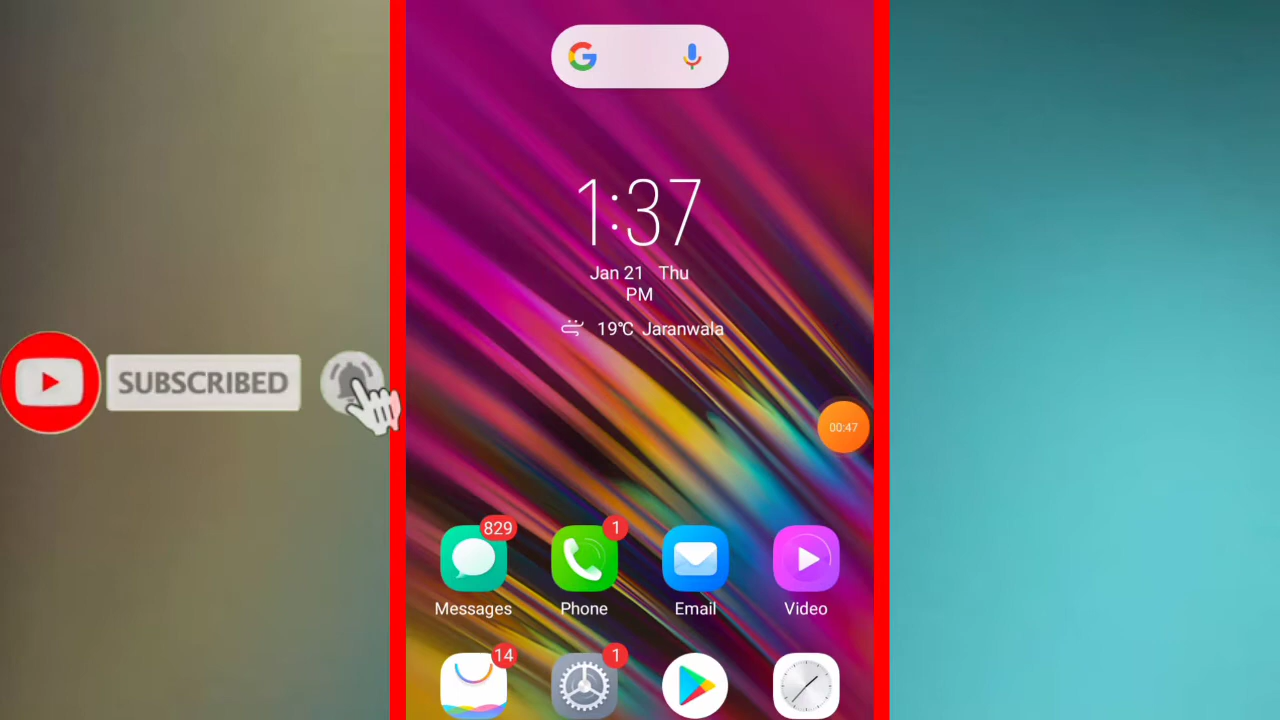 1:37
Jan 21 Thu
PM
19℃ Jaranwala
SUBSCRIBED
00:47
829
1
Messages
Phone
Email
Video
14
1